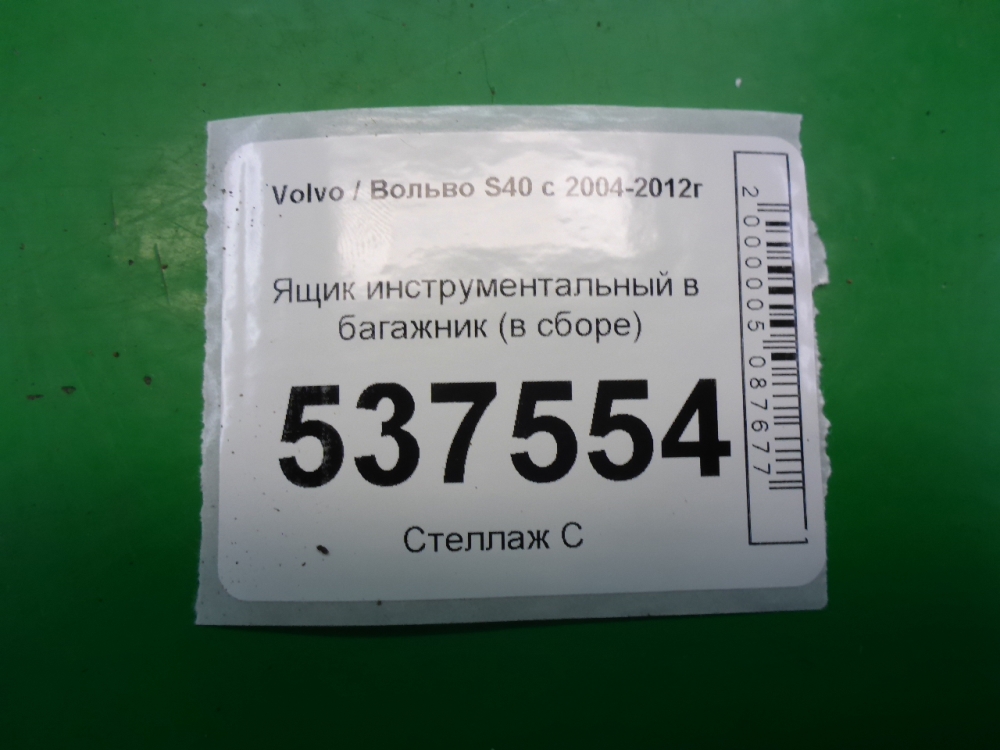 Volvo / Вольво S40 с 2004-2012г
Ящик инструментальный в
багажник (в сборе)
537554
Стеллаж С
2000005087677